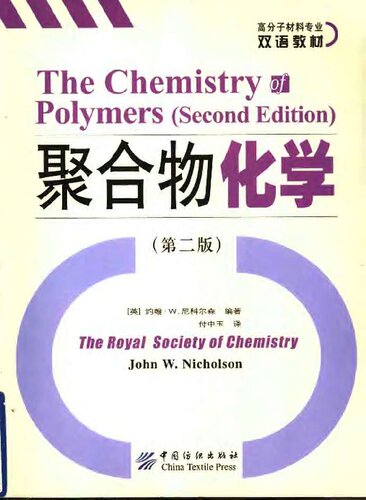 高分子材料专业
双语教材
The Chemistry of
Polymers (Second Edition)
聚合物化学
(第二版)
[英] 约翰·W.尼科尔森 编著
付中玉 译
The Royal Society of Chemistry
John W. Nicholson
中国纺织出版社
China Textile Press